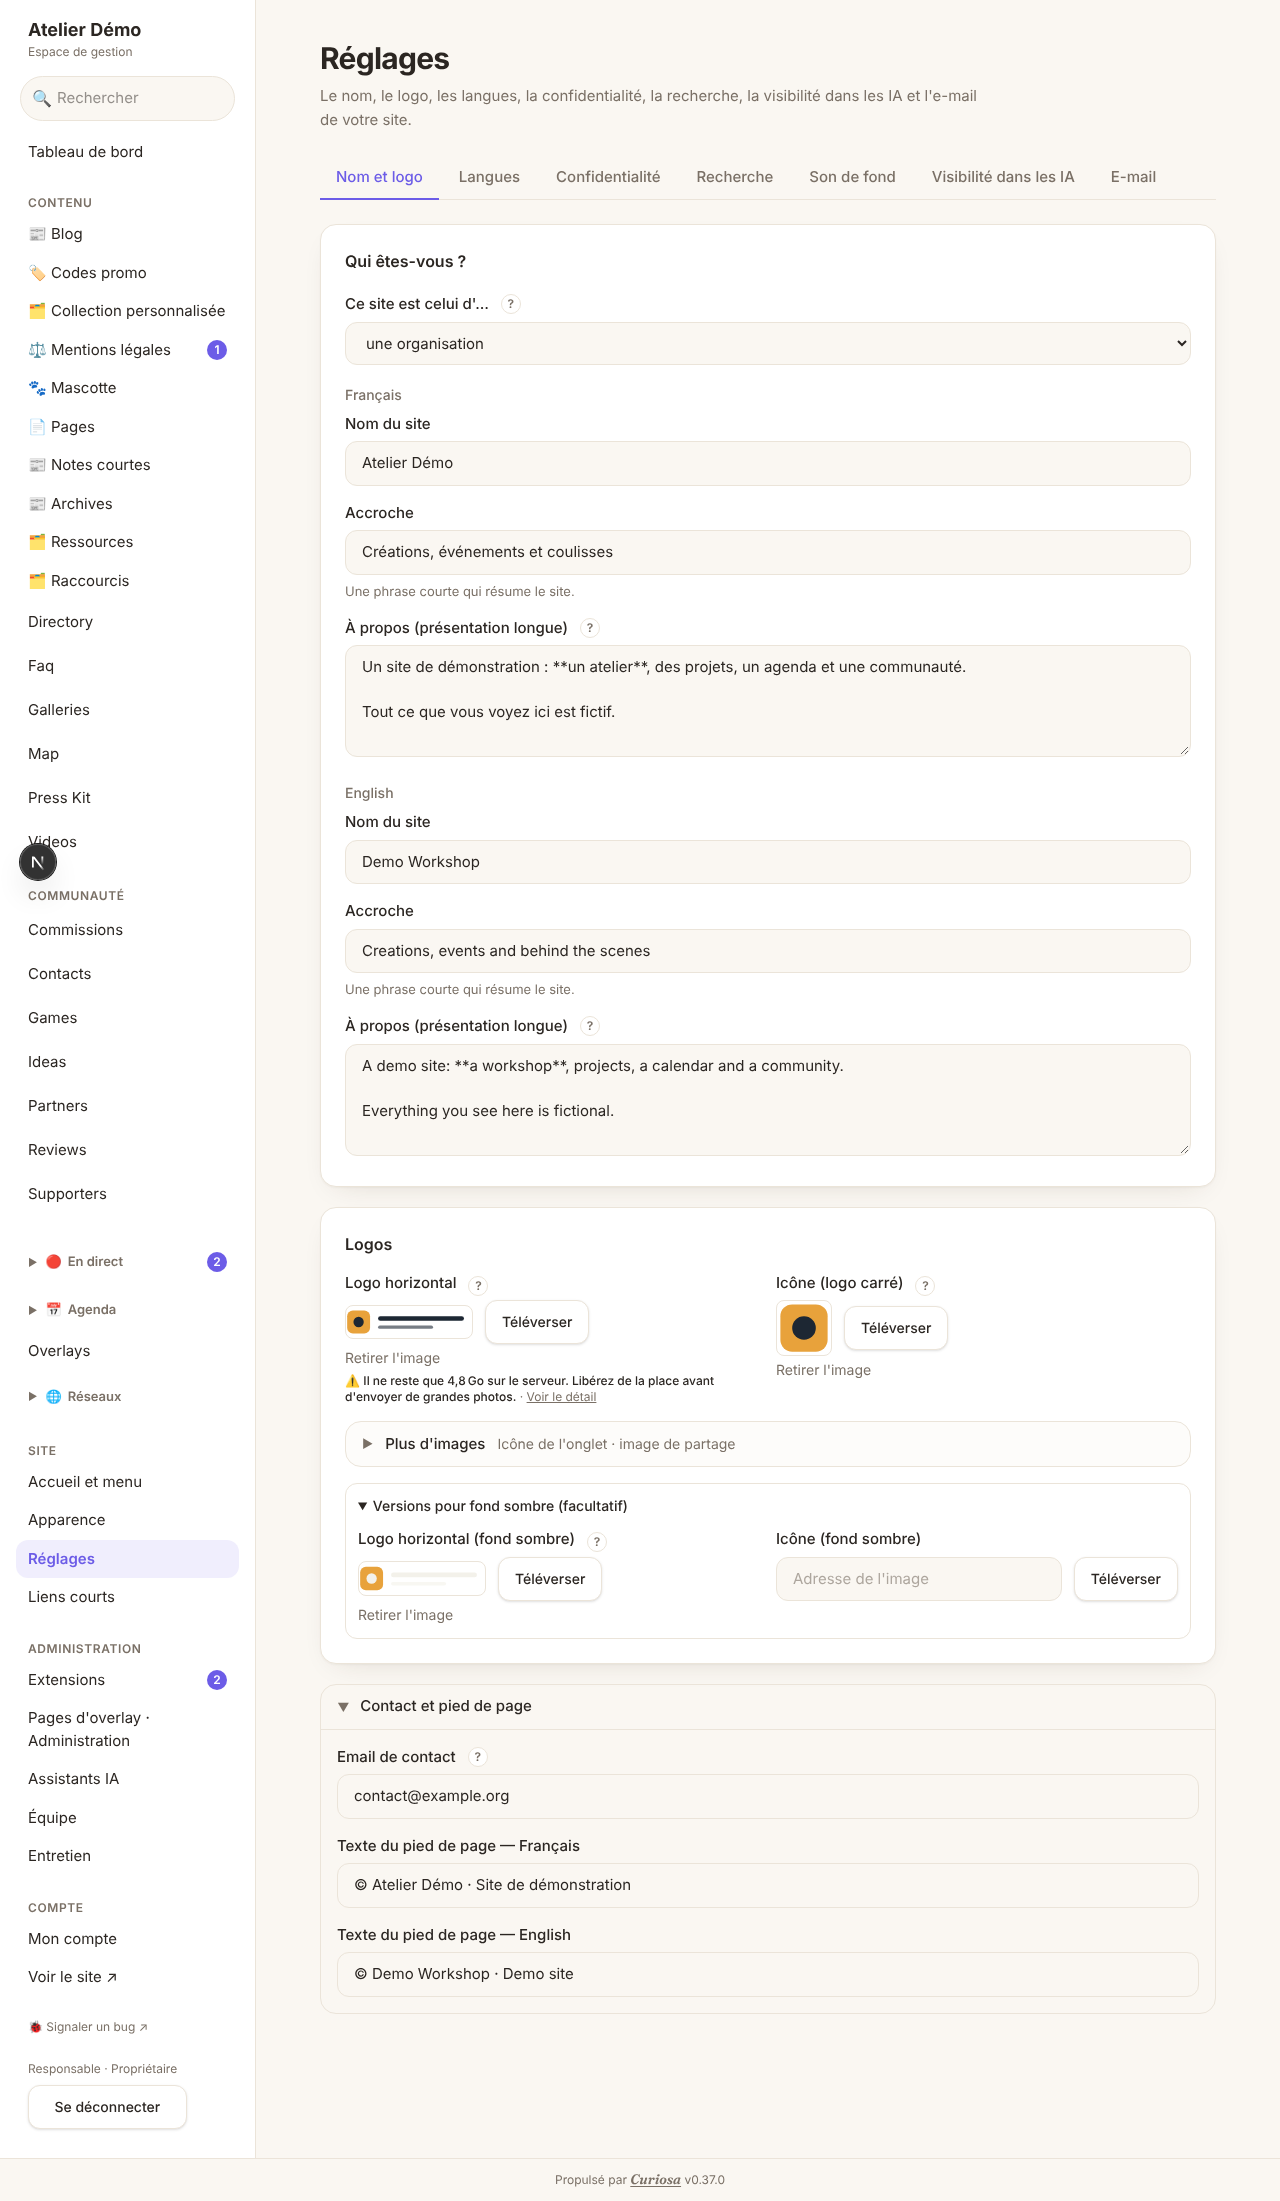 Atelier Démo
Espace de gestion
🔍 Rechercher
Tableau de bord
CONTENU
📰 Blog
🏷️ Codes promo
🗂️ Collection personnalisée
⚖️ Mentions légales 1
🐾 Mascotte
📄 Pages
📰 Notes courtes
📰 Archives
🗂️ Ressources
🗂️ Raccourcis
Directory
Faq
Galleries
Map
Press Kit
Videos
N
COMMUNAUTÉ
Commissions
Contacts
Games
Ideas
Partners
Reviews
Supporters
▶ 🔴 En direct 2
▶ 📅 Agenda
Overlays
▶ 🌐 Réseaux
SITE
Accueil et menu
Apparence
Réglages
Liens courts
ADMINISTRATION
Extensions 2
Pages d'overlay ·
Administration
Assistants IA
Équipe
Entretien
COMPTE
Mon compte
Voir le site ↗
🐞 Signaler un bug ↗
Responsable · Propriétaire
Se déconnecter
Réglages
Le nom, le logo, les langues, la confidentialité, la recherche, la visibilité dans les IA et l'e-mail
de votre site.
Nom et logo Langues Confidentialité Recherche Son de fond Visibilité dans les IA E-mail
Qui êtes-vous ?
Ce site est celui d'… ?
une organisation
Français
Nom du site
Atelier Démo
Accroche
Créations, événements et coulisses
Une phrase courte qui résume le site.
À propos (présentation longue) ?
Un site de démonstration : **un atelier**, des projets, un agenda et une communauté.
Tout ce que vous voyez ici est fictif.
English
Nom du site
Demo Workshop
Accroche
Creations, events and behind the scenes
Une phrase courte qui résume le site.
À propos (présentation longue) ?
A demo site: **a workshop**, projects, a calendar and a community.
Everything you see here is fictional.
Logos
Logo horizontal ? Icône (logo carré) ?
Téléverser Téléverser
Retirer l'image Retirer l'image
⚠️ Il ne reste que 4,8 Go sur le serveur. Libérez de la place avant
d'envoyer de grandes photos. · Voir le détail
▶ Plus d'images Icône de l'onglet · image de partage
▼ Versions pour fond sombre (facultatif)
Logo horizontal (fond sombre) ? Icône (fond sombre)
Téléverser Adresse de l'image Téléverser
Retirer l'image
▼ Contact et pied de page
Email de contact ?
contact@example.org
Texte du pied de page — Français
© Atelier Démo · Site de démonstration
Texte du pied de page — English
© Demo Workshop · Demo site
Propulsé par Curiosa v0.37.0